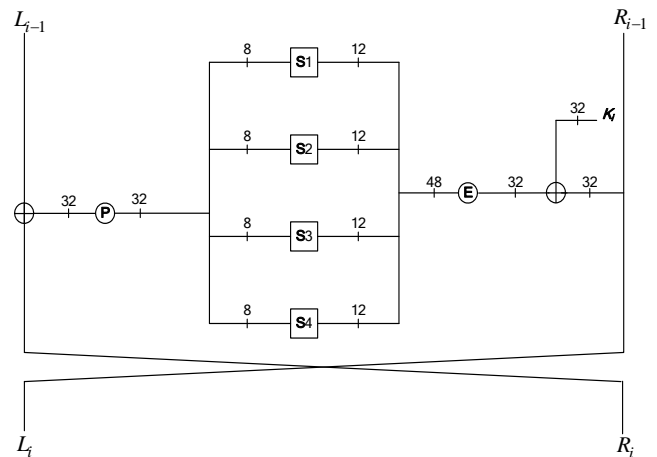 L_{i-1} R_{i-1}
8 S1 12
32 K_i
8 S2 12
48 E 32 32
32 P 32
8 S3 12
8 S4 12
L_i R_i